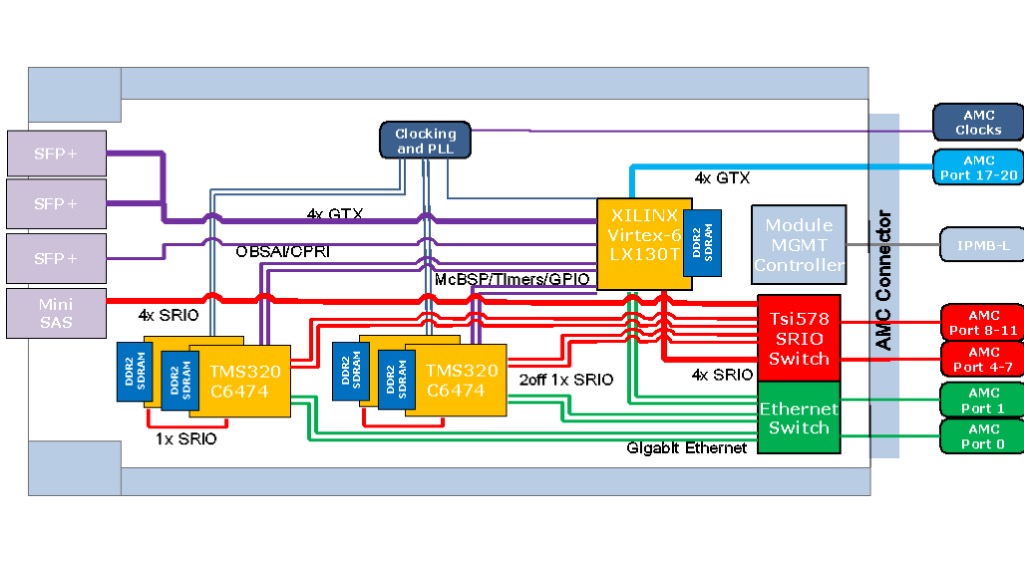 Clocking
and PLL
AMC
Clocks
SFP+
AMC
Port 17-20
4x GTX
SFP+
4x GTX
XILINX
Virtex-6
LX130T
DDR2
SDRAM
Module
MGMT
Controller
AMC Connector
IPMB-L
SFP+
OBSAI/CPRI
McBSP/Timers/GPIO
Mini
SAS
4x SRIO
Tsi578
SRIO
Switch
AMC
Port 8-11
AMC
Port 4-7
DDR2
SDRAM
DDR2
SDRAM
TMS320
C6474
DDR2
SDRAM
DDR2
SDRAM
TMS320
C6474
2off 1x SRIO
4x SRIO
1x SRIO
Ethernet
Switch
AMC
Port 1
AMC
Port 0
Gigabit Ethernet